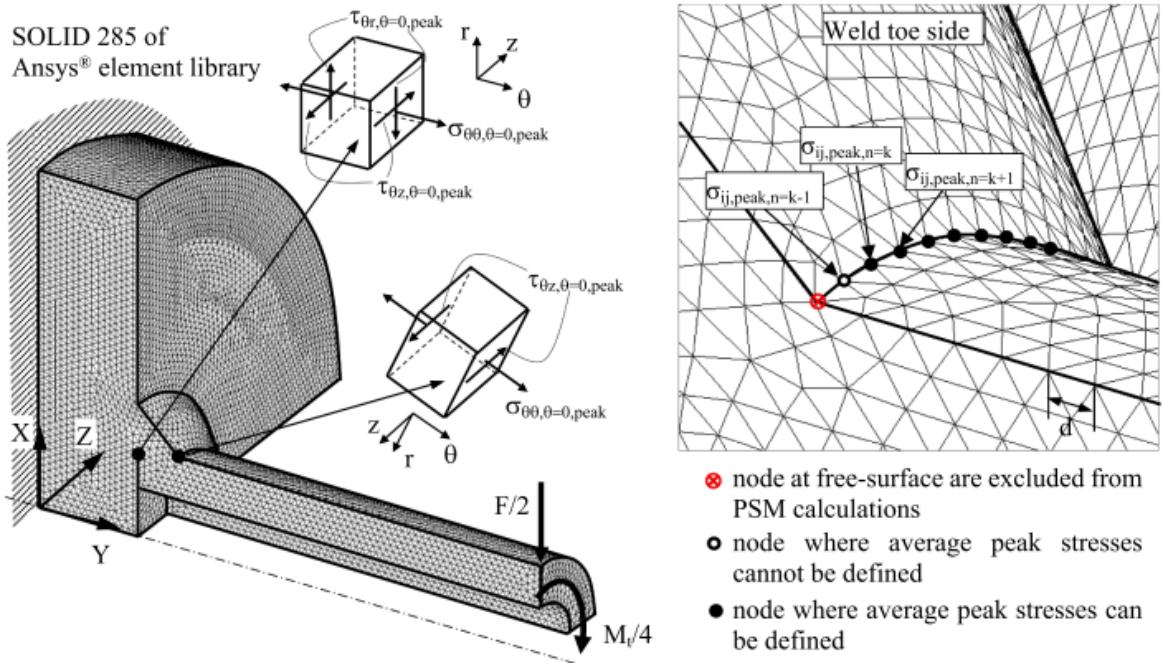 SOLID 285 of
Ansys® element library
τθr,θ=0,peak
r
z
θ
σθθ,θ=0,peak
τθz,θ=0,peak
τθz,θ=0,peak
σθθ,θ=0,peak
z
r
θ
X
Z
Y
F/2
Mt/4
Weld toe side
σij,peak,n=k
σij,peak,n=k+1
σij,peak,n=k-1
d
node at free-surface are excluded from
PSM calculations
node where average peak stresses
cannot be defined
node where average peak stresses can
be defined